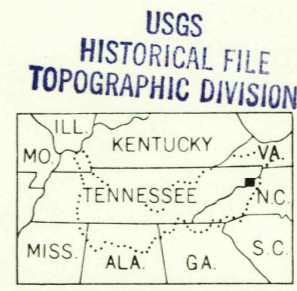 USGS
HISTORICAL FILE
TOPOGRAPHIC DIVISION
ILL.
KENTUCKY
VA.
MO.
TENNESSEE
N.C.
MISS.
ALA.
GA.
S.C.